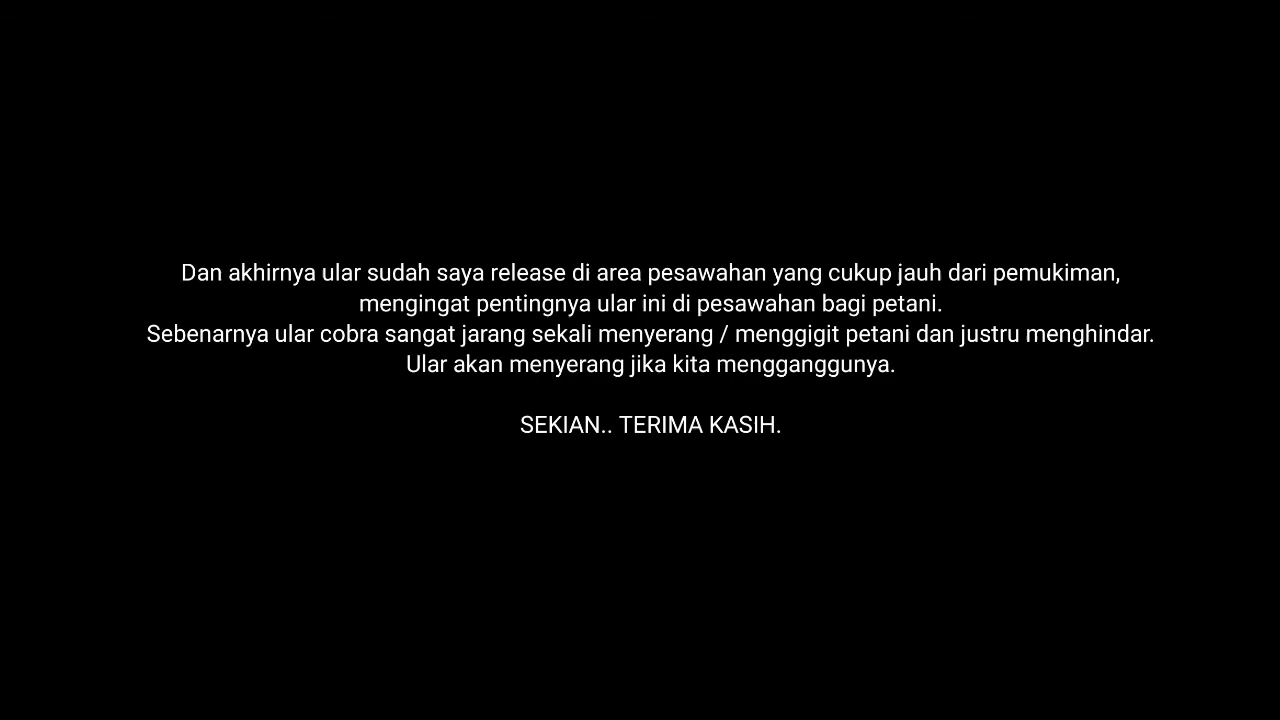 Dan akhirnya ular sudah saya release di area pesawahan yang cukup jauh dari pemukiman,
mengingat pentingnya ular ini di pesawahan bagi petani.
Sebenarnya ular cobra sangat jarang sekali menyerang / menggigit petani dan justru menghindar.
Ular akan menyerang jika kita mengganggunya.
SEKIAN.. TERIMA KASIH.